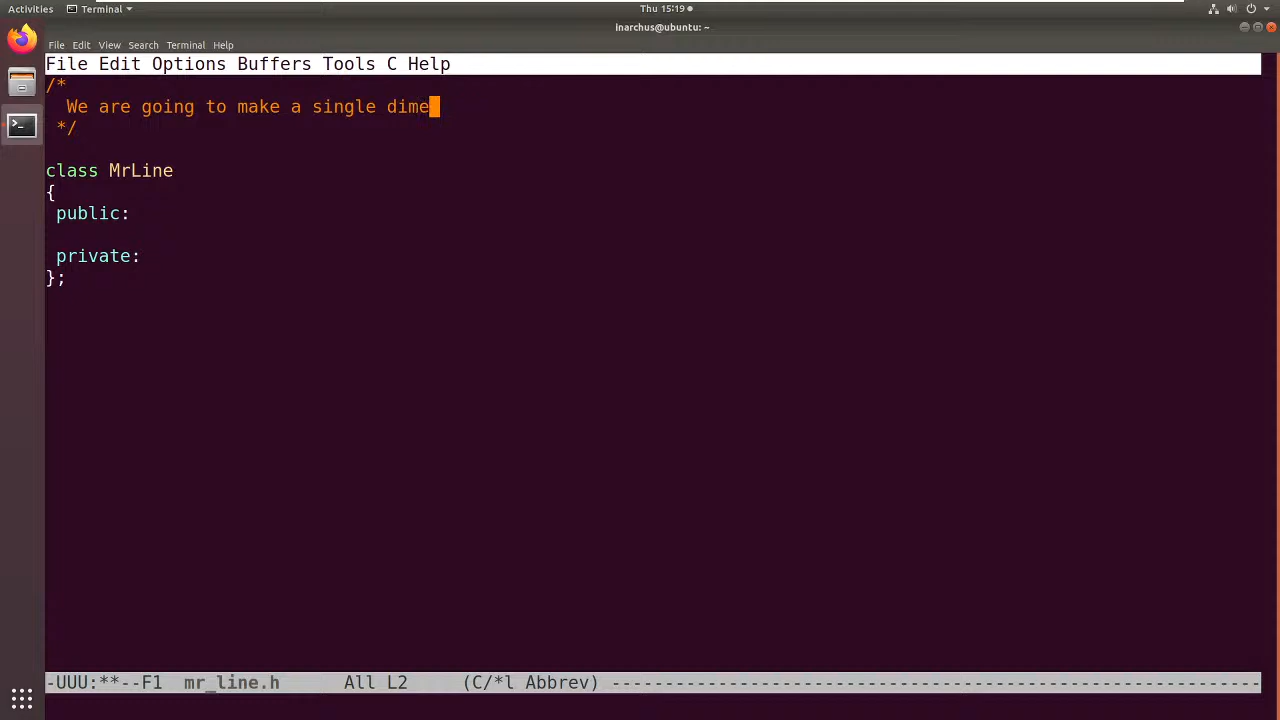 Activities Terminal Thu 15:19
inarchus@ubuntu: ~
File Edit View Search Terminal Help
File Edit Options Buffers Tools C Help
/*
  We are going to make a single dime
 */
class MrLine
{
 public:
 private:
};
-UUU:**--F1  mr_line.h      All L2     (C/*l Abbrev) -------------------------------------------------------------